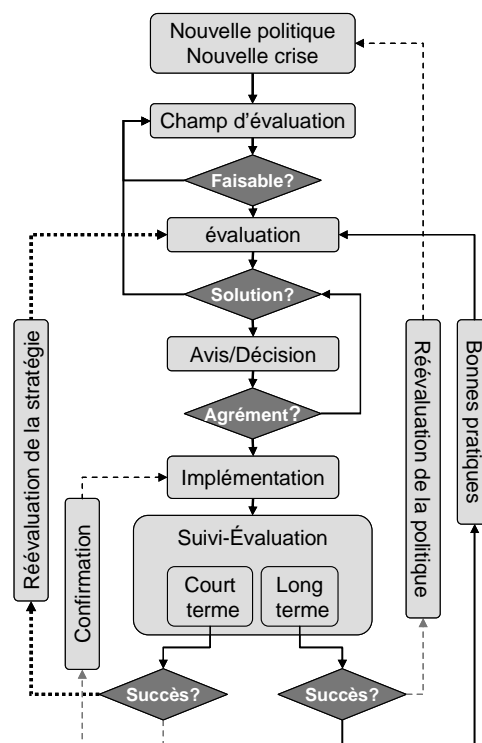 Nouvelle politique
Nouvelle crise
Champ d'évaluation
Faisable?
évaluation
Solution?
Avis/Décision
Agrément?
Implémentation
Suivi-Évaluation
Court
terme
Long
terme
Succès?
Succès?
Réévaluation de la stratégie
Confirmation
Réévaluation de la politique
Bonnes pratiques